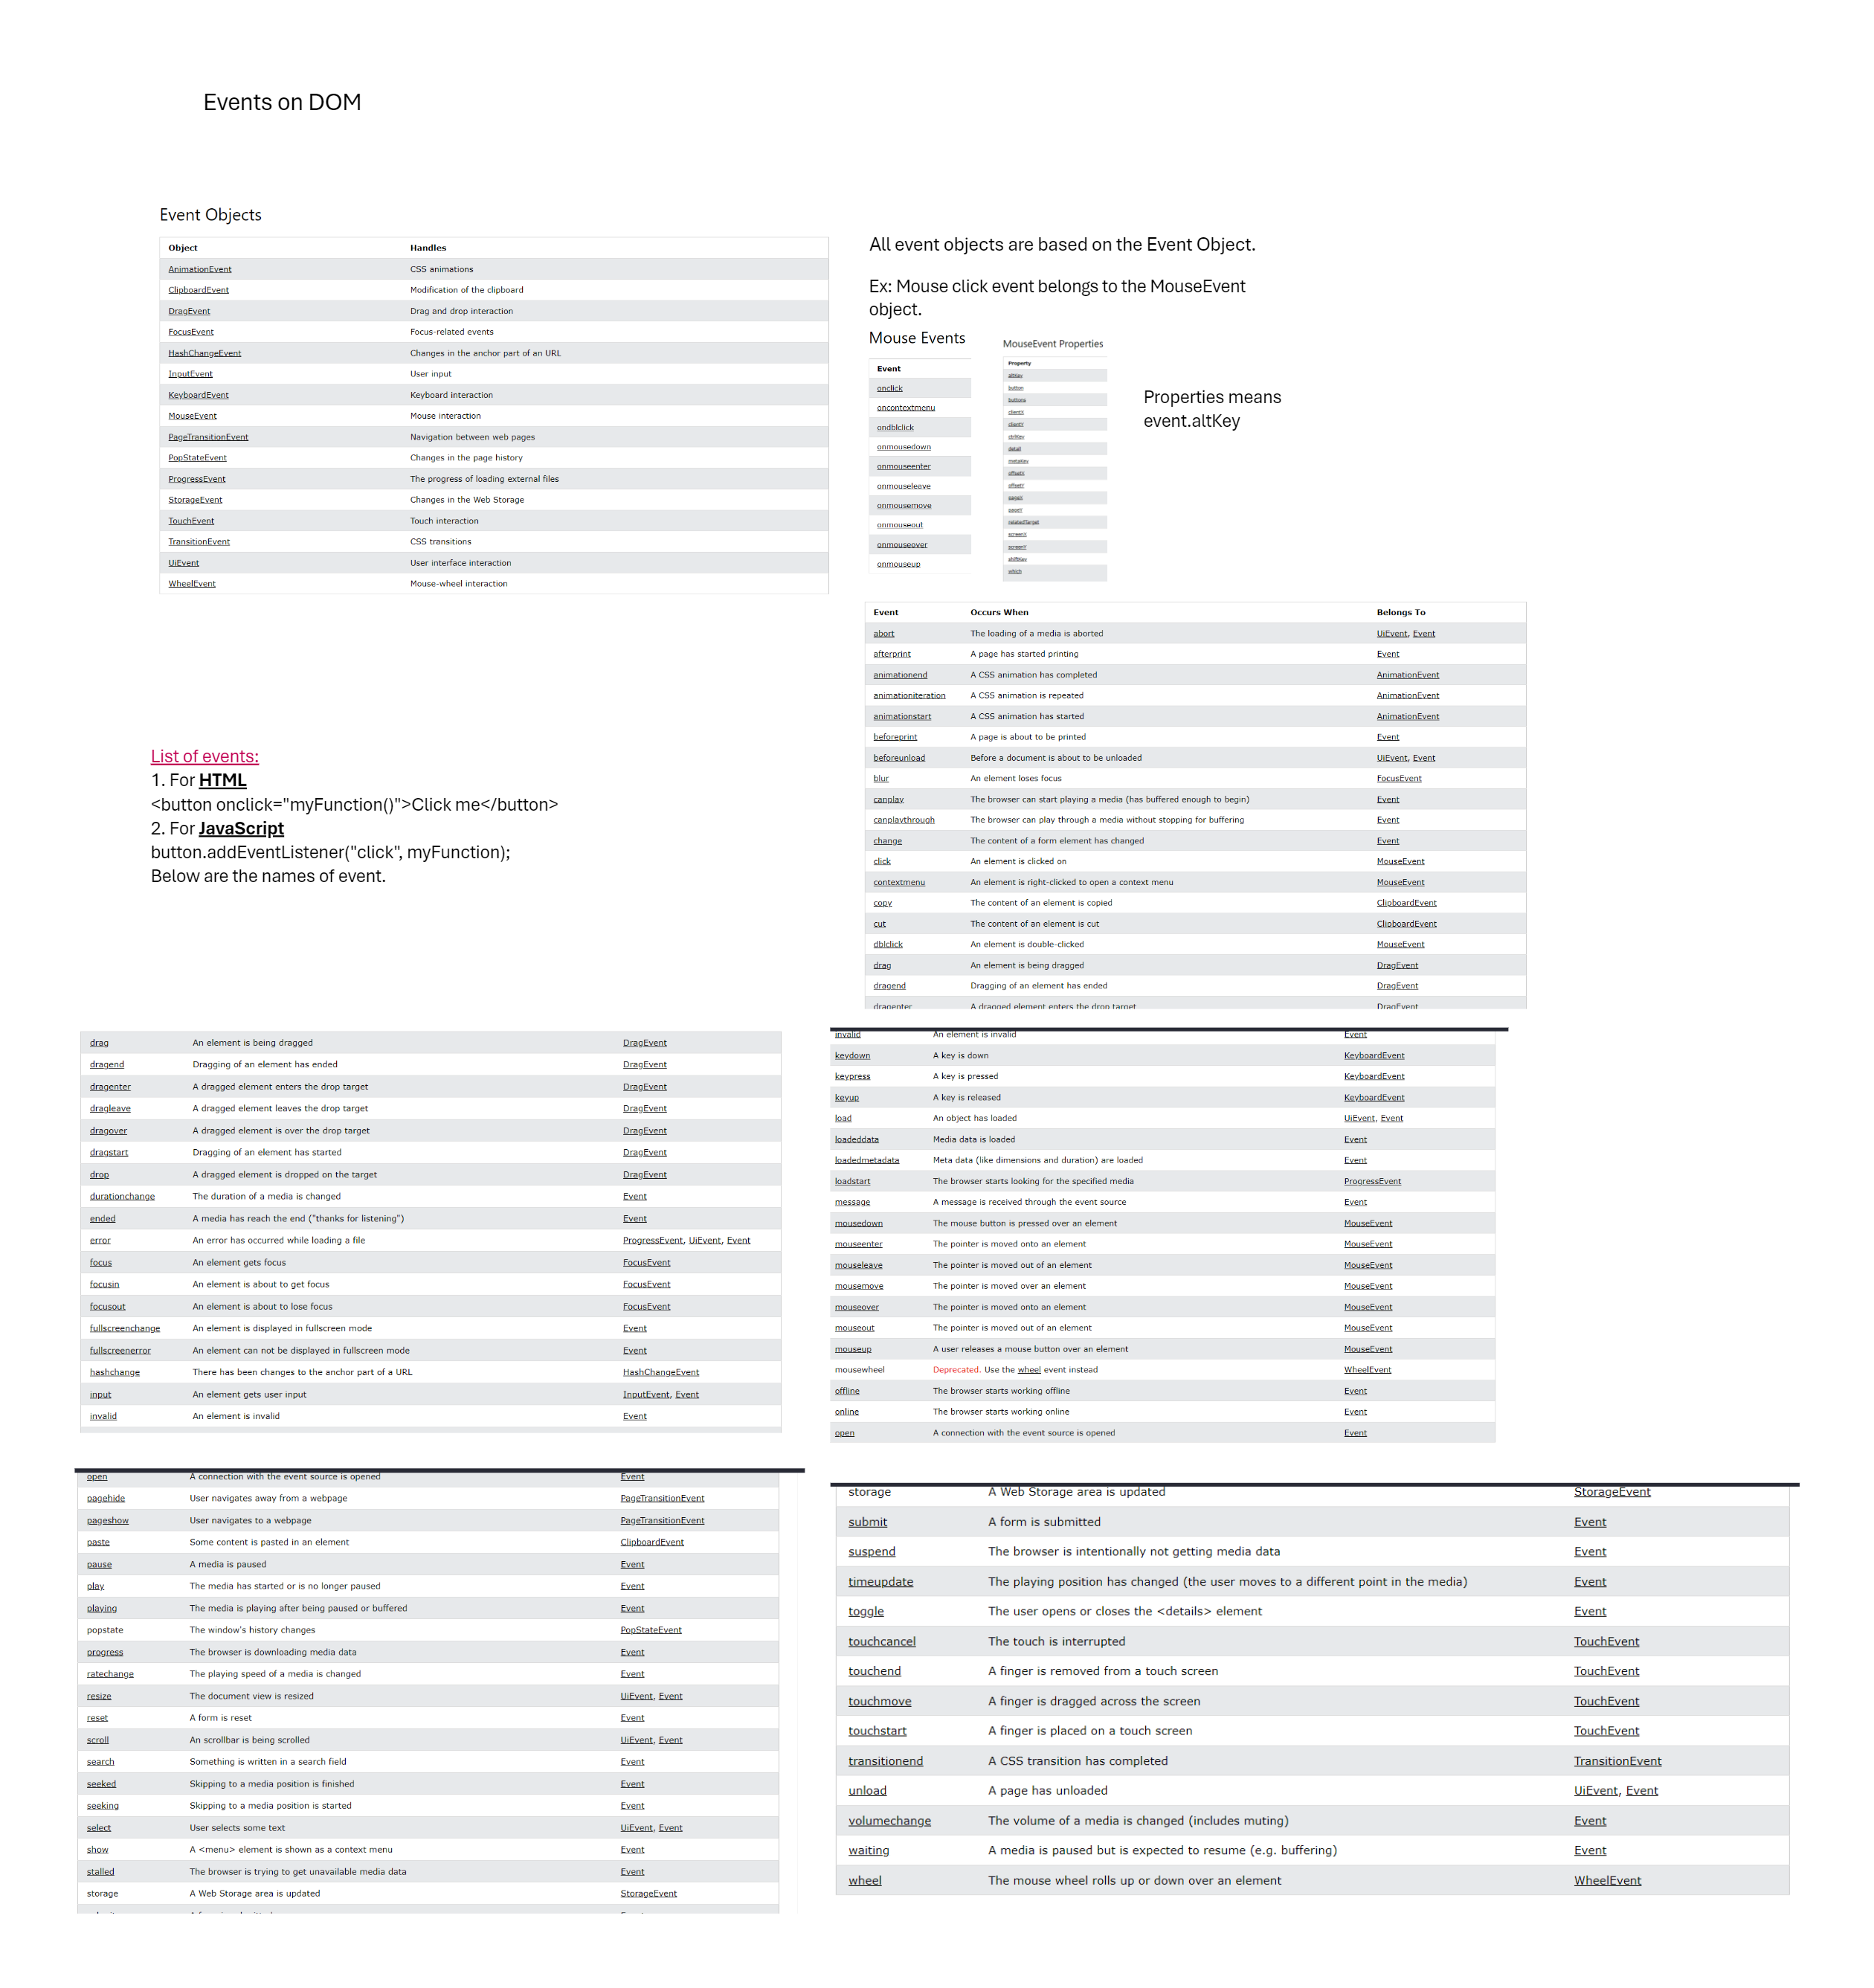 Events on DOM
Event Objects
Object Handles
AnimationEvent CSS animations
ClipboardEvent Modification of the clipboard
DragEvent Drag and drop interaction
FocusEvent Focus-related events
HashChangeEvent Changes in the anchor part of an URL
InputEvent User input
KeyboardEvent Keyboard interaction
MouseEvent Mouse interaction
PageTransitionEvent Navigation between web pages
PopStateEvent Changes in the page history
ProgressEvent The progress of loading external files
StorageEvent Changes in the Web Storage
TouchEvent Touch interaction
TransitionEvent CSS transitions
UiEvent User interface interaction
WheelEvent Mouse-wheel interaction
All event objects are based on the Event Object.
Ex: Mouse click event belongs to the MouseEvent
object.
Mouse Events
Event
onclick
oncontextmenu
ondblclick
onmousedown
onmouseenter
onmouseleave
onmousemove
onmouseout
onmouseover
onmouseup
MouseEvent Properties
Property
altKey
button
buttons
clientX
clientY
ctrlKey
detail
metaKey
offsetX
offsetY
pageX
pageY
relatedTarget
screenX
screenY
shiftKey
which
Properties means
event.altKey
List of events:
1. For HTML
<button onclick="myFunction()">Click me</button>
2. For JavaScript
button.addEventListener("click", myFunction);
Below are the names of event.
Event Occurs When Belongs To
abort The loading of a media is aborted UiEvent, Event
afterprint A page has started printing Event
animationend A CSS animation has completed AnimationEvent
animationiteration A CSS animation is repeated AnimationEvent
animationstart A CSS animation has started AnimationEvent
beforeprint A page is about to be printed Event
beforeunload Before a document is about to be unloaded UiEvent, Event
blur An element loses focus FocusEvent
canplay The browser can start playing a media (has buffered enough to begin) Event
canplaythrough The browser can play through a media without stopping for buffering Event
change The content of a form element has changed Event
click An element is clicked on MouseEvent
contextmenu An element is right-clicked to open a context menu MouseEvent
copy The content of an element is copied ClipboardEvent
cut The content of an element is cut ClipboardEvent
dblclick An element is double-clicked MouseEvent
drag An element is being dragged DragEvent
dragend Dragging of an element has ended DragEvent
dragenter A dragged element enters the drop target DragEvent
drag An element is being dragged DragEvent
dragend Dragging of an element has ended DragEvent
dragenter A dragged element enters the drop target DragEvent
dragleave A dragged element leaves the drop target DragEvent
dragover A dragged element is over the drop target DragEvent
dragstart Dragging of an element has started DragEvent
drop A dragged element is dropped on the target DragEvent
durationchange The duration of a media is changed Event
ended A media has reach the end ("thanks for listening") Event
error An error has occurred while loading a file ProgressEvent, UiEvent, Event
focus An element gets focus FocusEvent
focusin An element is about to get focus FocusEvent
focusout An element is about to lose focus FocusEvent
fullscreenchange An element is displayed in fullscreen mode Event
fullscreenerror An element can not be displayed in fullscreen mode Event
hashchange There has been changes to the anchor part of a URL HashChangeEvent
input An element gets user input InputEvent, Event
invalid An element is invalid Event
invalid An element is invalid Event
keydown A key is down KeyboardEvent
keypress A key is pressed KeyboardEvent
keyup A key is released KeyboardEvent
load An object has loaded UiEvent, Event
loadeddata Media data is loaded Event
loadedmetadata Meta data (like dimensions and duration) are loaded Event
loadstart The browser starts looking for the specified media ProgressEvent
message A message is received through the event source Event
mousedown The mouse button is pressed over an element MouseEvent
mouseenter The pointer is moved onto an element MouseEvent
mouseleave The pointer is moved out of an element MouseEvent
mousemove The pointer is moved over an element MouseEvent
mouseover The pointer is moved onto an element MouseEvent
mouseout The pointer is moved out of an element MouseEvent
mouseup A user releases a mouse button over an element MouseEvent
mousewheel Deprecated. Use the wheel event instead WheelEvent
offline The browser starts working offline Event
online The browser starts working online Event
open A connection with the event source is opened Event
open A connection with the event source is opened Event
pagehide User navigates away from a webpage PageTransitionEvent
pageshow User navigates to a webpage PageTransitionEvent
paste Some content is pasted in an element ClipboardEvent
pause A media is paused Event
play The media has started or is no longer paused Event
playing The media is playing after being paused or buffered Event
popstate The window's history changes PopStateEvent
progress The browser is downloading media data Event
ratechange The playing speed of a media is changed Event
resize The document view is resized UiEvent, Event
reset A form is reset Event
scroll An scrollbar is being scrolled UiEvent, Event
search Something is written in a search field Event
seeked Skipping to a media position is finished Event
seeking Skipping to a media position is started Event
select User selects some text UiEvent, Event
show A <menu> element is shown as a context menu Event
stalled The browser is trying to get unavailable media data Event
storage A Web Storage area is updated StorageEvent
storage A Web Storage area is updated StorageEvent
submit A form is submitted Event
suspend The browser is intentionally not getting media data Event
timeupdate The playing position has changed (the user moves to a different point in the media) Event
toggle The user opens or closes the <details> element Event
touchcancel The touch is interrupted TouchEvent
touchend A finger is removed from a touch screen TouchEvent
touchmove A finger is dragged across the screen TouchEvent
touchstart A finger is placed on a touch screen TouchEvent
transitionend A CSS transition has completed TransitionEvent
unload A page has unloaded UiEvent, Event
volumechange The volume of a media is changed (includes muting) Event
waiting A media is paused but is expected to resume (e.g. buffering) Event
wheel The mouse wheel rolls up or down over an element WheelEvent